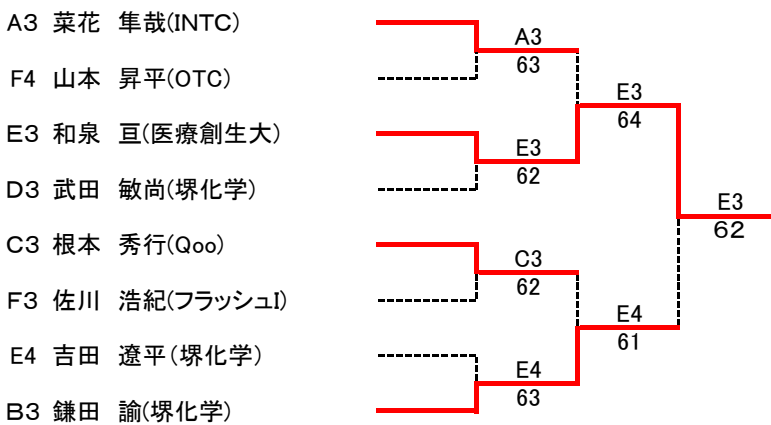 A3 菜花 隼哉(INTC)
F4 山本 昇平(OTC)
E3 和泉 亘(医療創生大)
D3 武田 敏尚(堺化学)
C3 根本 秀行(Qoo)
F3 佐川 浩紀(フラッシュI)
E4 吉田 遼平(堺化学)
B3 鎌田 諭(堺化学)
A3
63
E3
62
C3
62
E4
63
E3
64
E4
61
E3
62